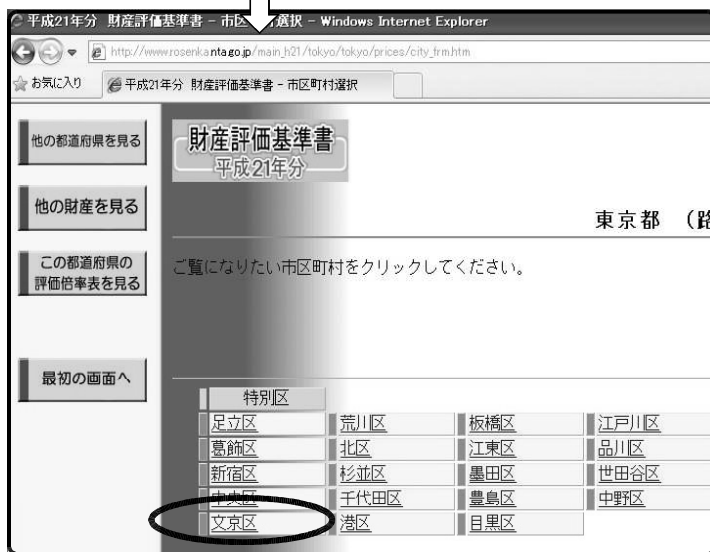 平成21年分 財産評価基準書 - 市区町村選択 - Windows Internet Explorer
http://www.rosenka.nta.go.jp/main_h21/tokyo/tokyo/prices/city_frm.htm
お気に入り 平成21年分 財産評価基準書 - 市区町村選択
他の都道府県を見る
他の財産を見る
この都道府県の
評価倍率表を見る
最初の画面へ
財産評価基準書
平成21年分
東京都 （路
ご覧になりたい市区町村をクリックしてください。
特別区
足立区 荒川区 板橋区 江戸川区
葛飾区 北区 江東区 品川区
新宿区 杉並区 墨田区 世田谷区
中央区 千代田区 豊島区 中野区
文京区 港区 目黒区